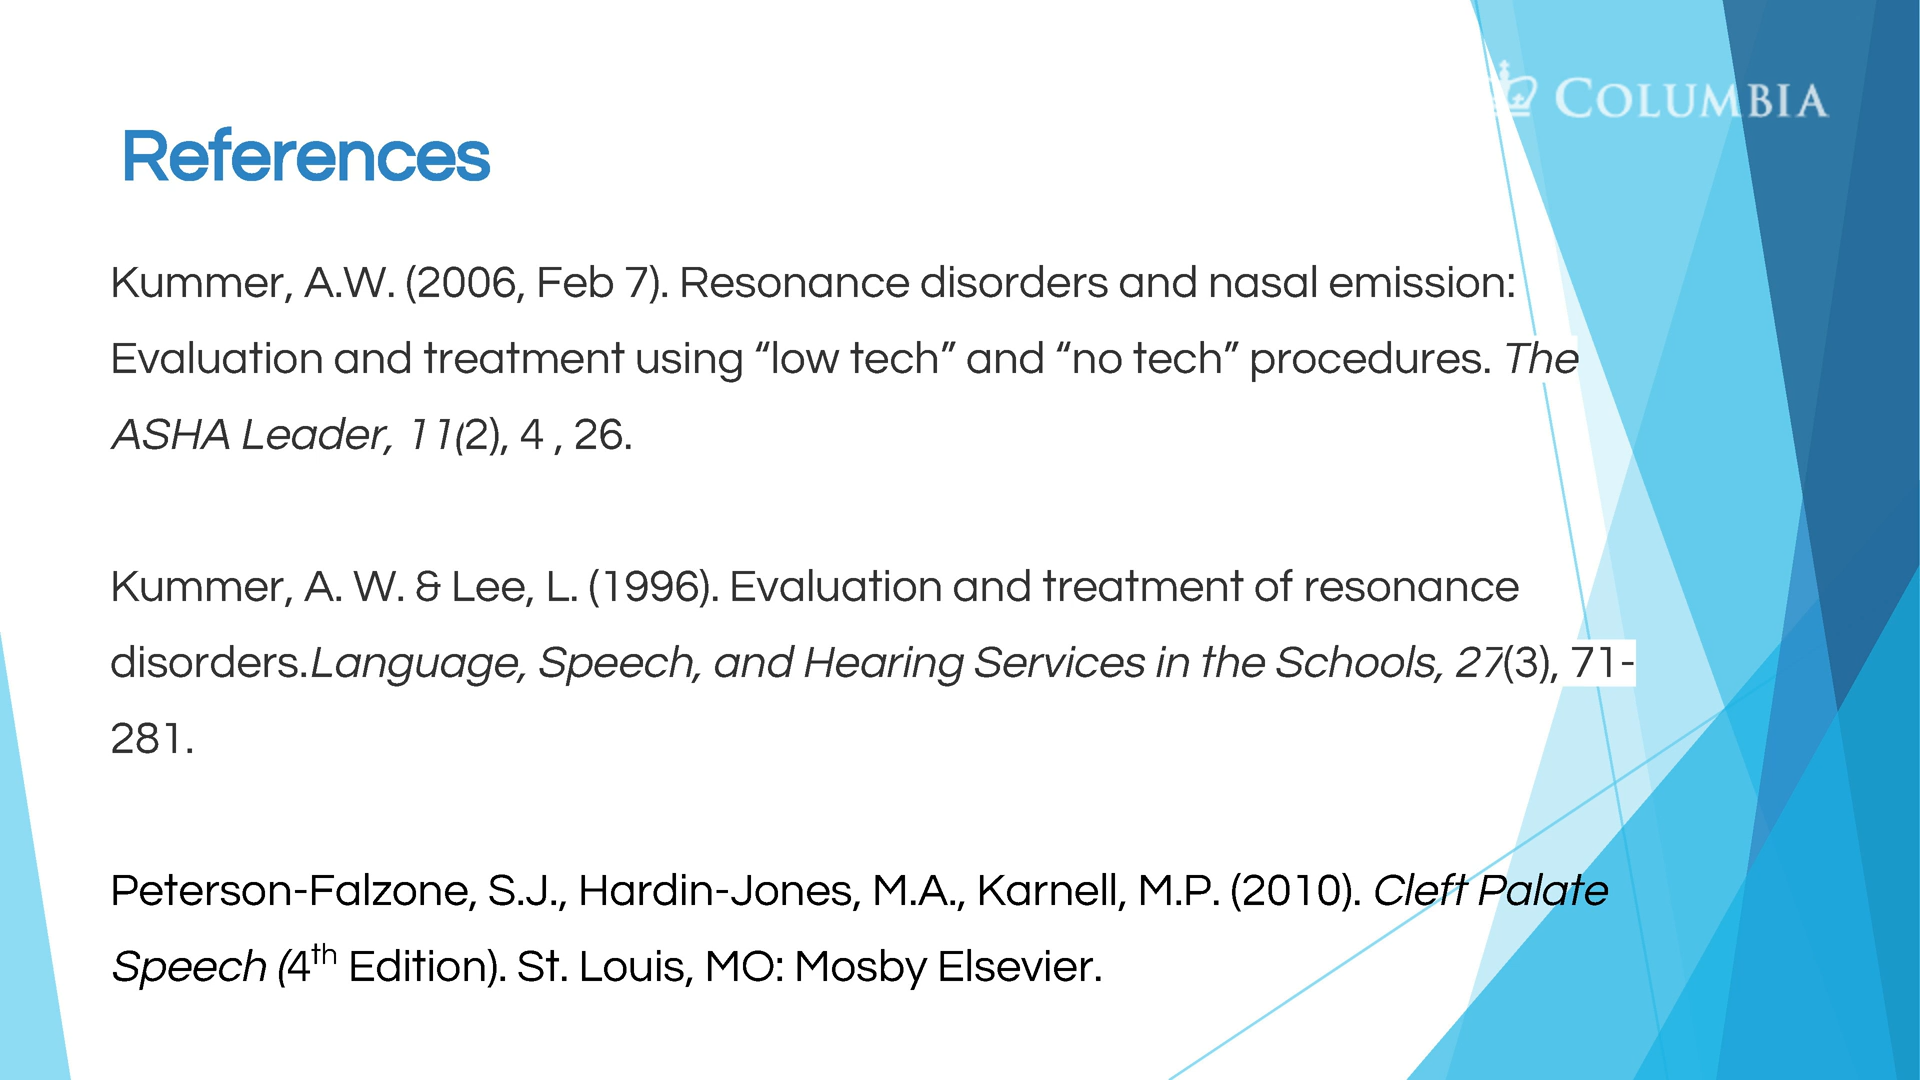 COLUMBIA
References
Kummer, A.W. (2006, Feb 7). Resonance disorders and nasal emission:
Evaluation and treatment using “low tech” and “no tech” procedures. The
ASHA Leader, 11(2), 4 , 26.
Kummer, A. W. & Lee, L. (1996). Evaluation and treatment of resonance
disorders.Language, Speech, and Hearing Services in the Schools, 27(3), 71-
281.
Peterson-Falzone, S.J., Hardin-Jones, M.A., Karnell, M.P. (2010). Cleft Palate
Speech (4th Edition). St. Louis, MO: Mosby Elsevier.